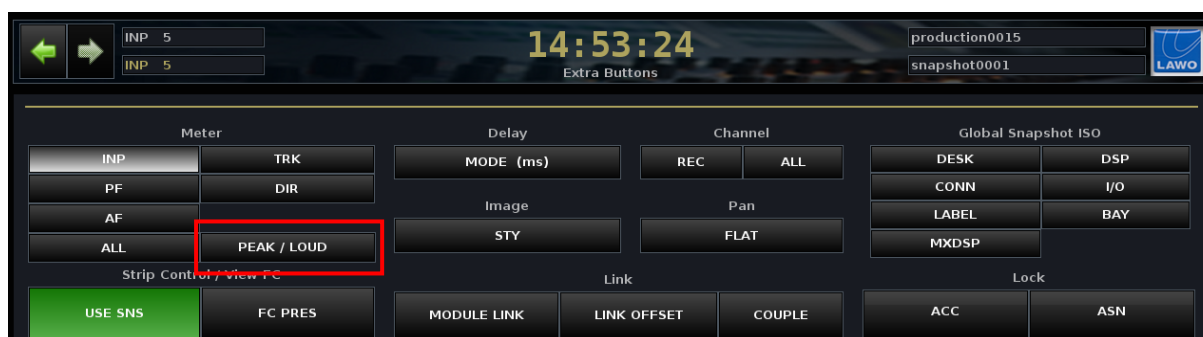 INP 5
INP 5
14:53:24
Extra Buttons
production0015
snapshot0001
LAWO
Meter
INP TRK
PF DIR
AF
ALL PEAK / LOUD
Delay
MODE (ms)
Image
STY
Channel
REC ALL
Pan
FLAT
Global Snapshot ISO
DESK DSP
CONN I/O
LABEL BAY
MXDSP
Strip Control / View FC
USE SNS FC PRES
Link
MODULE LINK LINK OFFSET COUPLE
Lock
ACC ASN